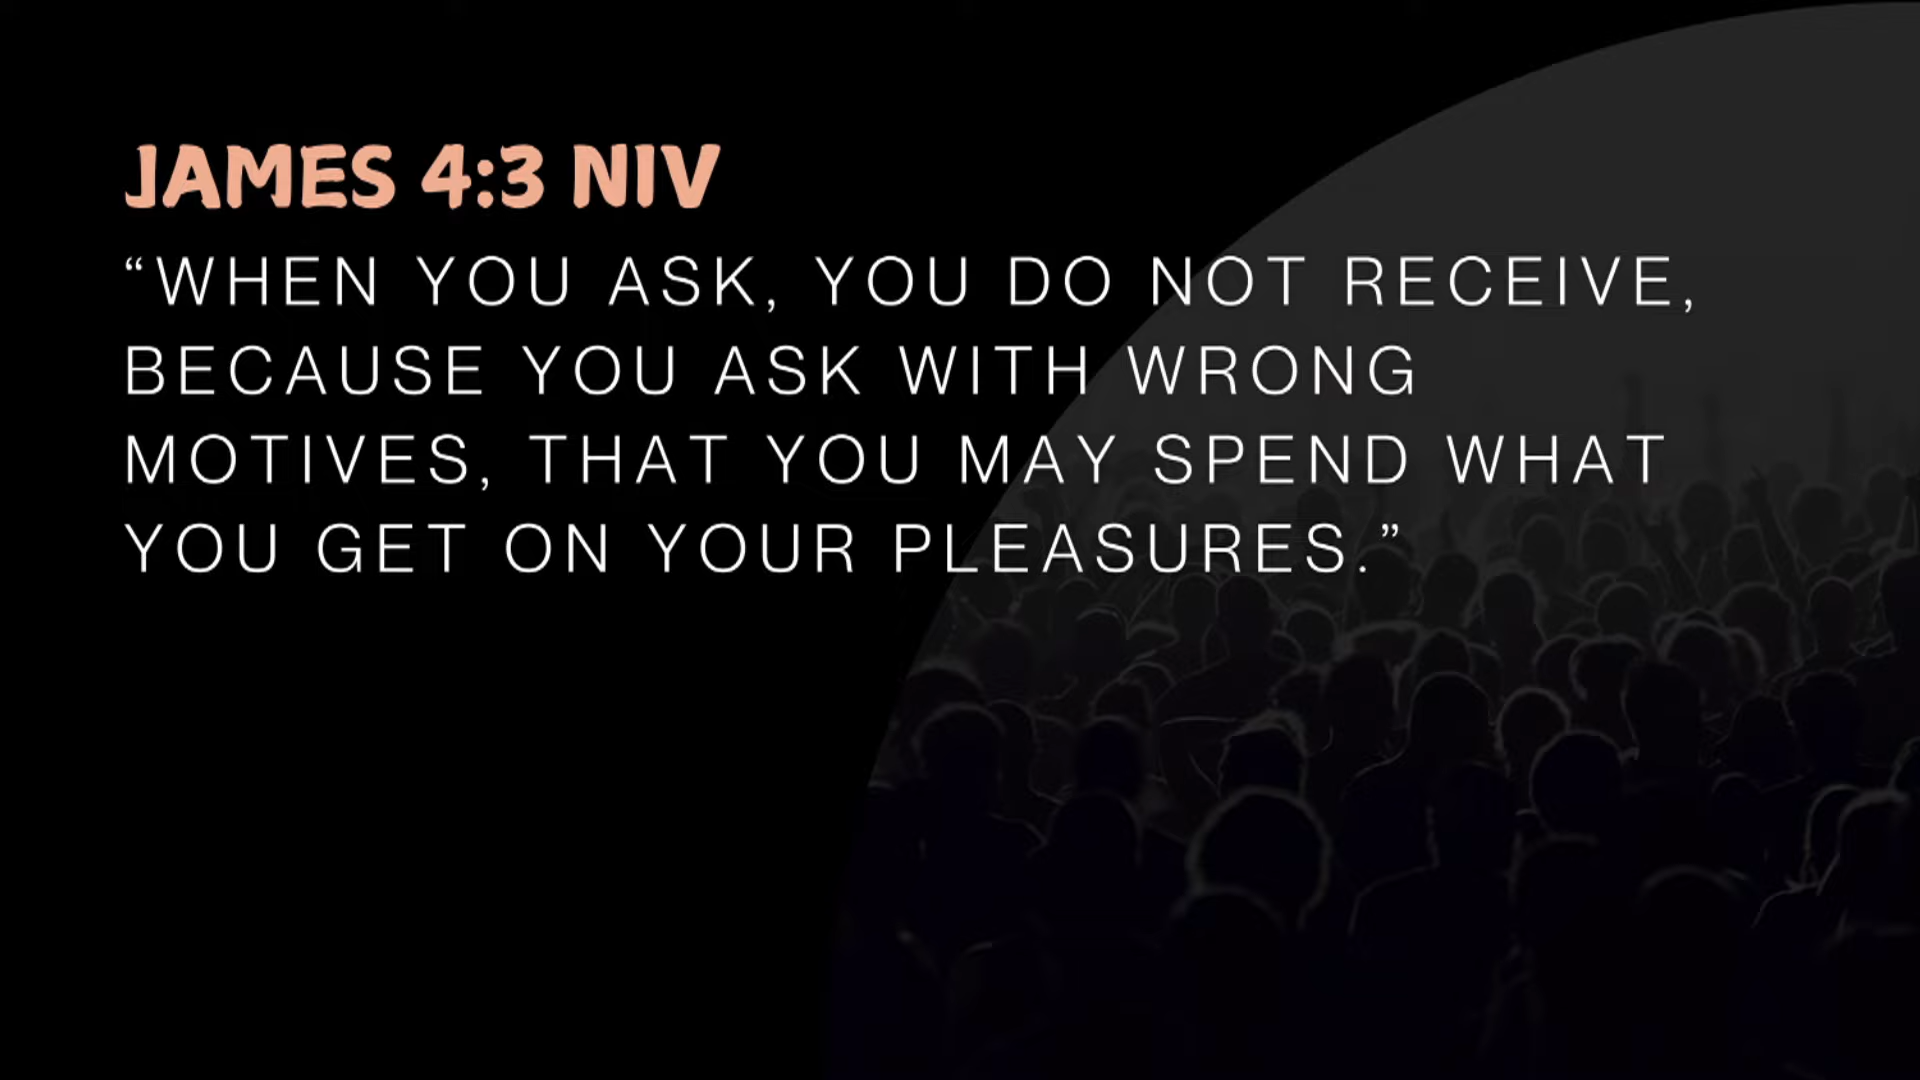 JAMES 4:3 NIV
“WHEN YOU ASK, YOU DO NOT RECEIVE,
BECAUSE YOU ASK WITH WRONG
MOTIVES, THAT YOU MAY SPEND WHAT
YOU GET ON YOUR PLEASURES.”